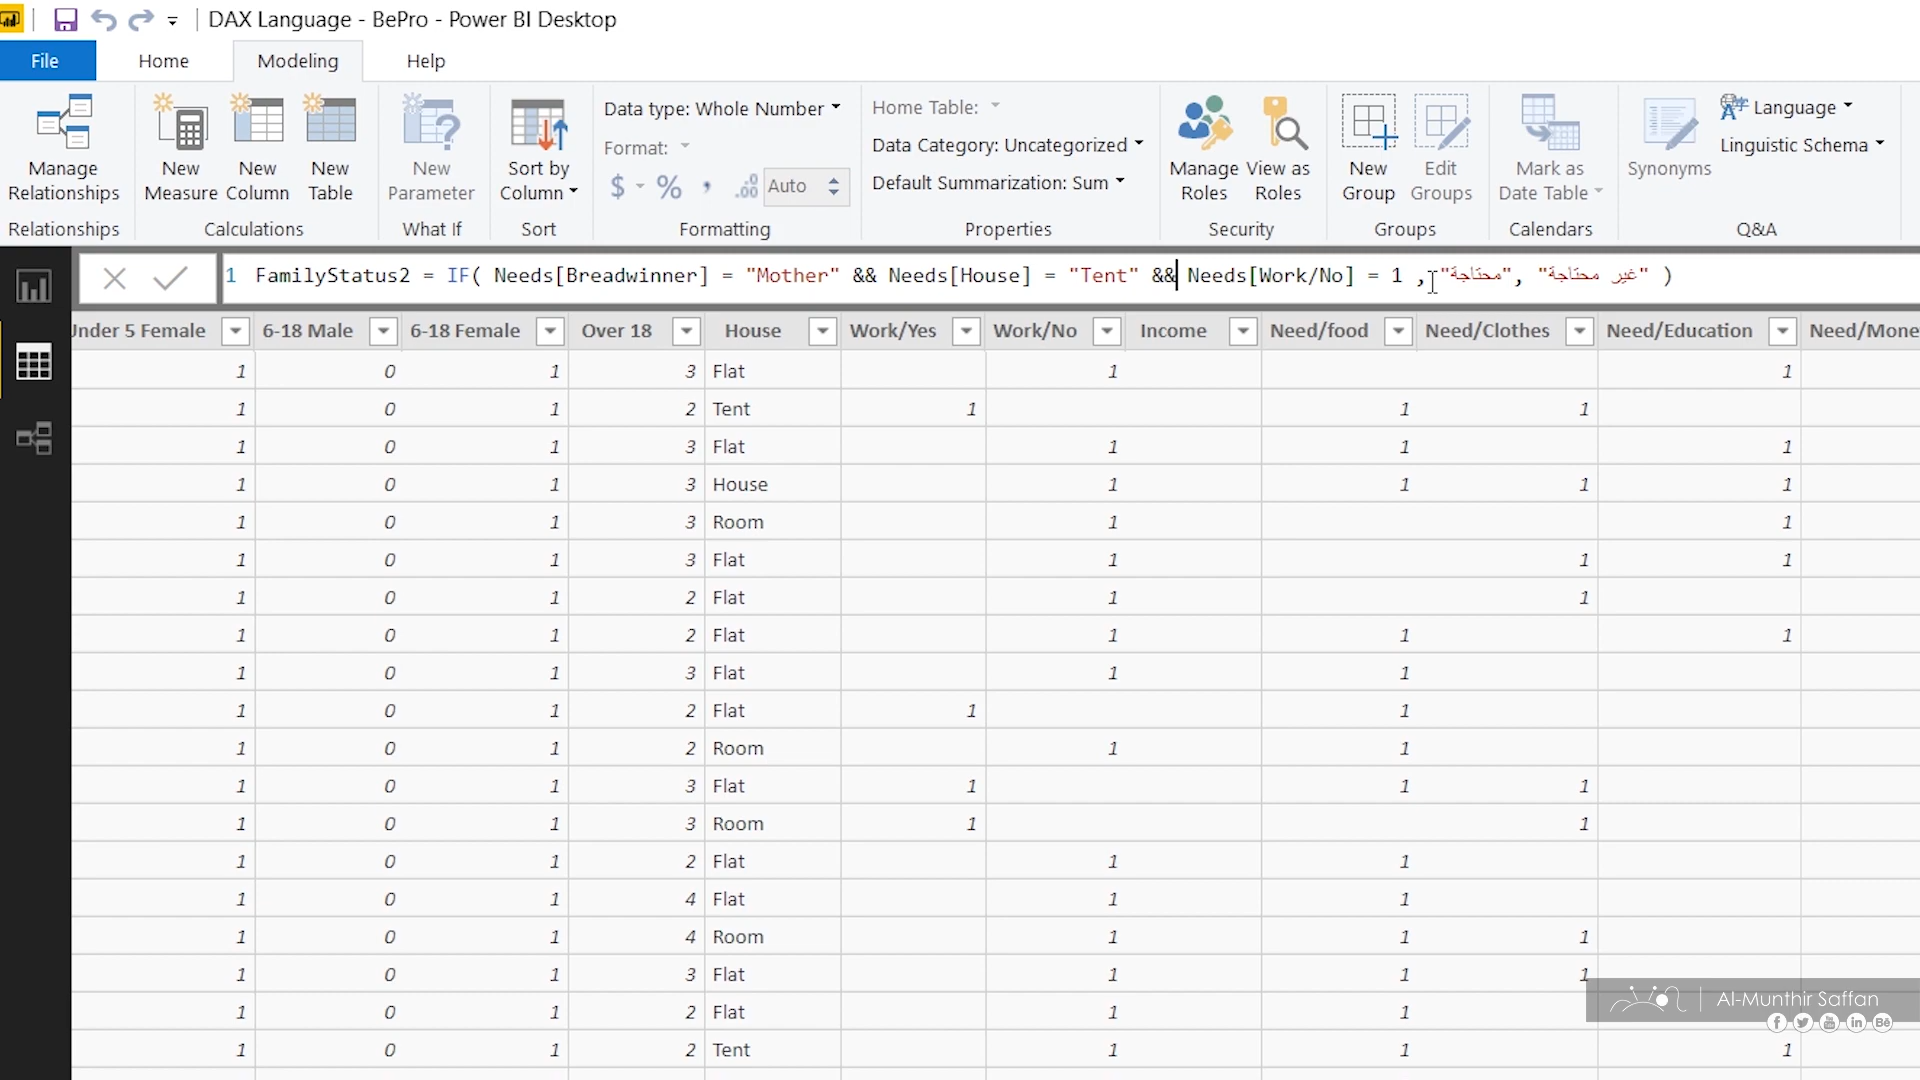 DAX Language - BePro - Power BI Desktop
File Home Modeling Help
Manage Relationships
New Measure
New Column
New Table
New Parameter
Sort by Column
Data type: Whole Number
Format:
$ % , .00 Auto
Home Table:
Data Category: Uncategorized
Default Summarization: Sum
Manage Roles
View as Roles
New Group
Edit Groups
Mark as Date Table
Synonyms
Language
Linguistic Schema
Relationships Calculations What If Sort Formatting Properties Security Groups Calendars Q&A
1 FamilyStatus2 = IF( Needs[Breadwinner] = "Mother" && Needs[House] = "Tent" && Needs[Work/No] = 1 ,"محتاجة", "غير محتاجة" )
Under 5 Female 6-18 Male 6-18 Female Over 18 House Work/Yes Work/No Income Need/food Need/Clothes Need/Education Need/Mone
1 0 1 3 Flat 1 1
1 0 1 2 Tent 1 1 1
1 0 1 3 Flat 1 1 1
1 0 1 3 House 1 1 1 1
1 0 1 3 Room 1 1
1 0 1 3 Flat 1 1 1
1 0 1 2 Flat 1 1
1 0 1 2 Flat 1 1 1
1 0 1 3 Flat 1 1
1 0 1 2 Flat 1 1
1 0 1 2 Room 1 1
1 0 1 3 Flat 1 1 1
1 0 1 3 Room 1 1
1 0 1 2 Flat 1 1
1 0 1 4 Flat 1 1
1 0 1 4 Room 1 1 1
1 0 1 3 Flat 1 1 1
1 0 1 2 Flat 1 1
1 0 1 2 Tent 1 1 1
Al-Munthir Saffan